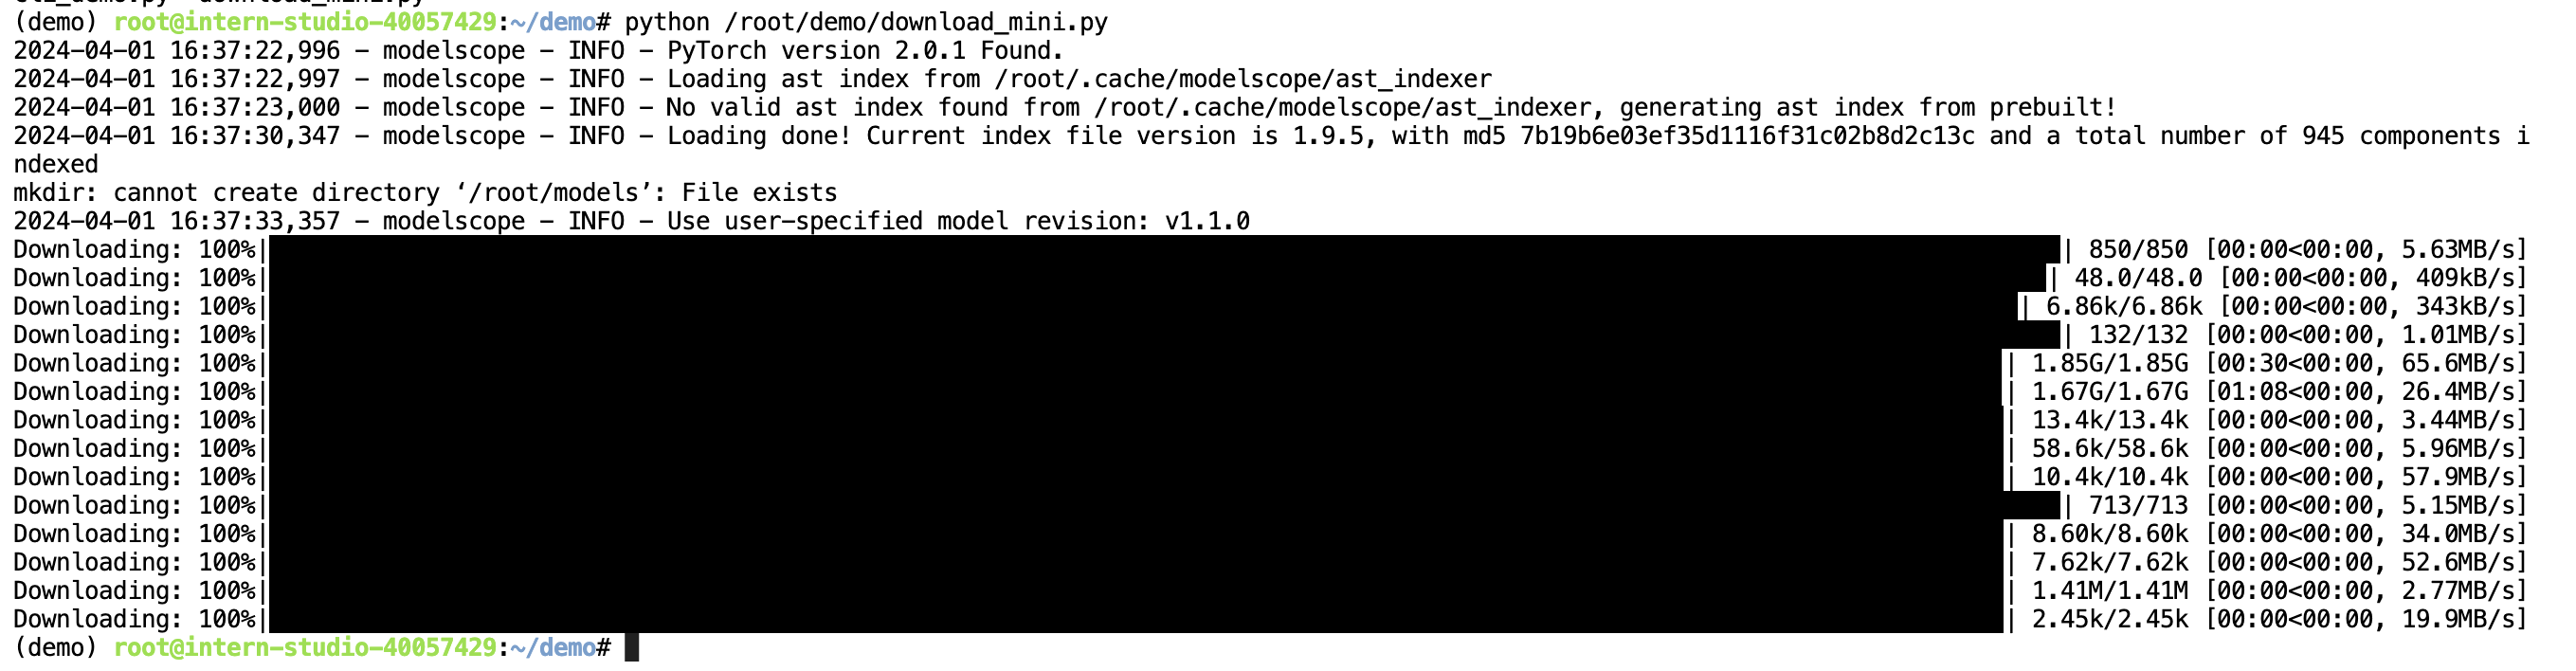 cli_demo.py download_mini.py
(demo) root@intern-studio-40057429:~/demo# python /root/demo/download_mini.py
2024-04-01 16:37:22,996 - modelscope - INFO - PyTorch version 2.0.1 Found.
2024-04-01 16:37:22,997 - modelscope - INFO - Loading ast index from /root/.cache/modelscope/ast_indexer
2024-04-01 16:37:23,000 - modelscope - INFO - No valid ast index found from /root/.cache/modelscope/ast_indexer, generating ast index from prebuilt!
2024-04-01 16:37:30,347 - modelscope - INFO - Loading done! Current index file version is 1.9.5, with md5 7b19b6e03ef35d1116f31c02b8d2c13c and a total number of 945 components i
ndexed
mkdir: cannot create directory ‘/root/models’: File exists
2024-04-01 16:37:33,357 - modelscope - INFO - Use user-specified model revision: v1.1.0
Downloading: 100%| | 850/850 [00:00<00:00, 5.63MB/s]
Downloading: 100%| | 48.0/48.0 [00:00<00:00, 409kB/s]
Downloading: 100%| | 6.86k/6.86k [00:00<00:00, 343kB/s]
Downloading: 100%| | 132/132 [00:00<00:00, 1.01MB/s]
Downloading: 100%| | 1.85G/1.85G [00:30<00:00, 65.6MB/s]
Downloading: 100%| | 1.67G/1.67G [01:08<00:00, 26.4MB/s]
Downloading: 100%| | 13.4k/13.4k [00:00<00:00, 3.44MB/s]
Downloading: 100%| | 58.6k/58.6k [00:00<00:00, 5.96MB/s]
Downloading: 100%| | 10.4k/10.4k [00:00<00:00, 57.9MB/s]
Downloading: 100%| | 713/713 [00:00<00:00, 5.15MB/s]
Downloading: 100%| | 8.60k/8.60k [00:00<00:00, 34.0MB/s]
Downloading: 100%| | 7.62k/7.62k [00:00<00:00, 52.6MB/s]
Downloading: 100%| | 1.41M/1.41M [00:00<00:00, 2.77MB/s]
Downloading: 100%| | 2.45k/2.45k [00:00<00:00, 19.9MB/s]
(demo) root@intern-studio-40057429:~/demo#